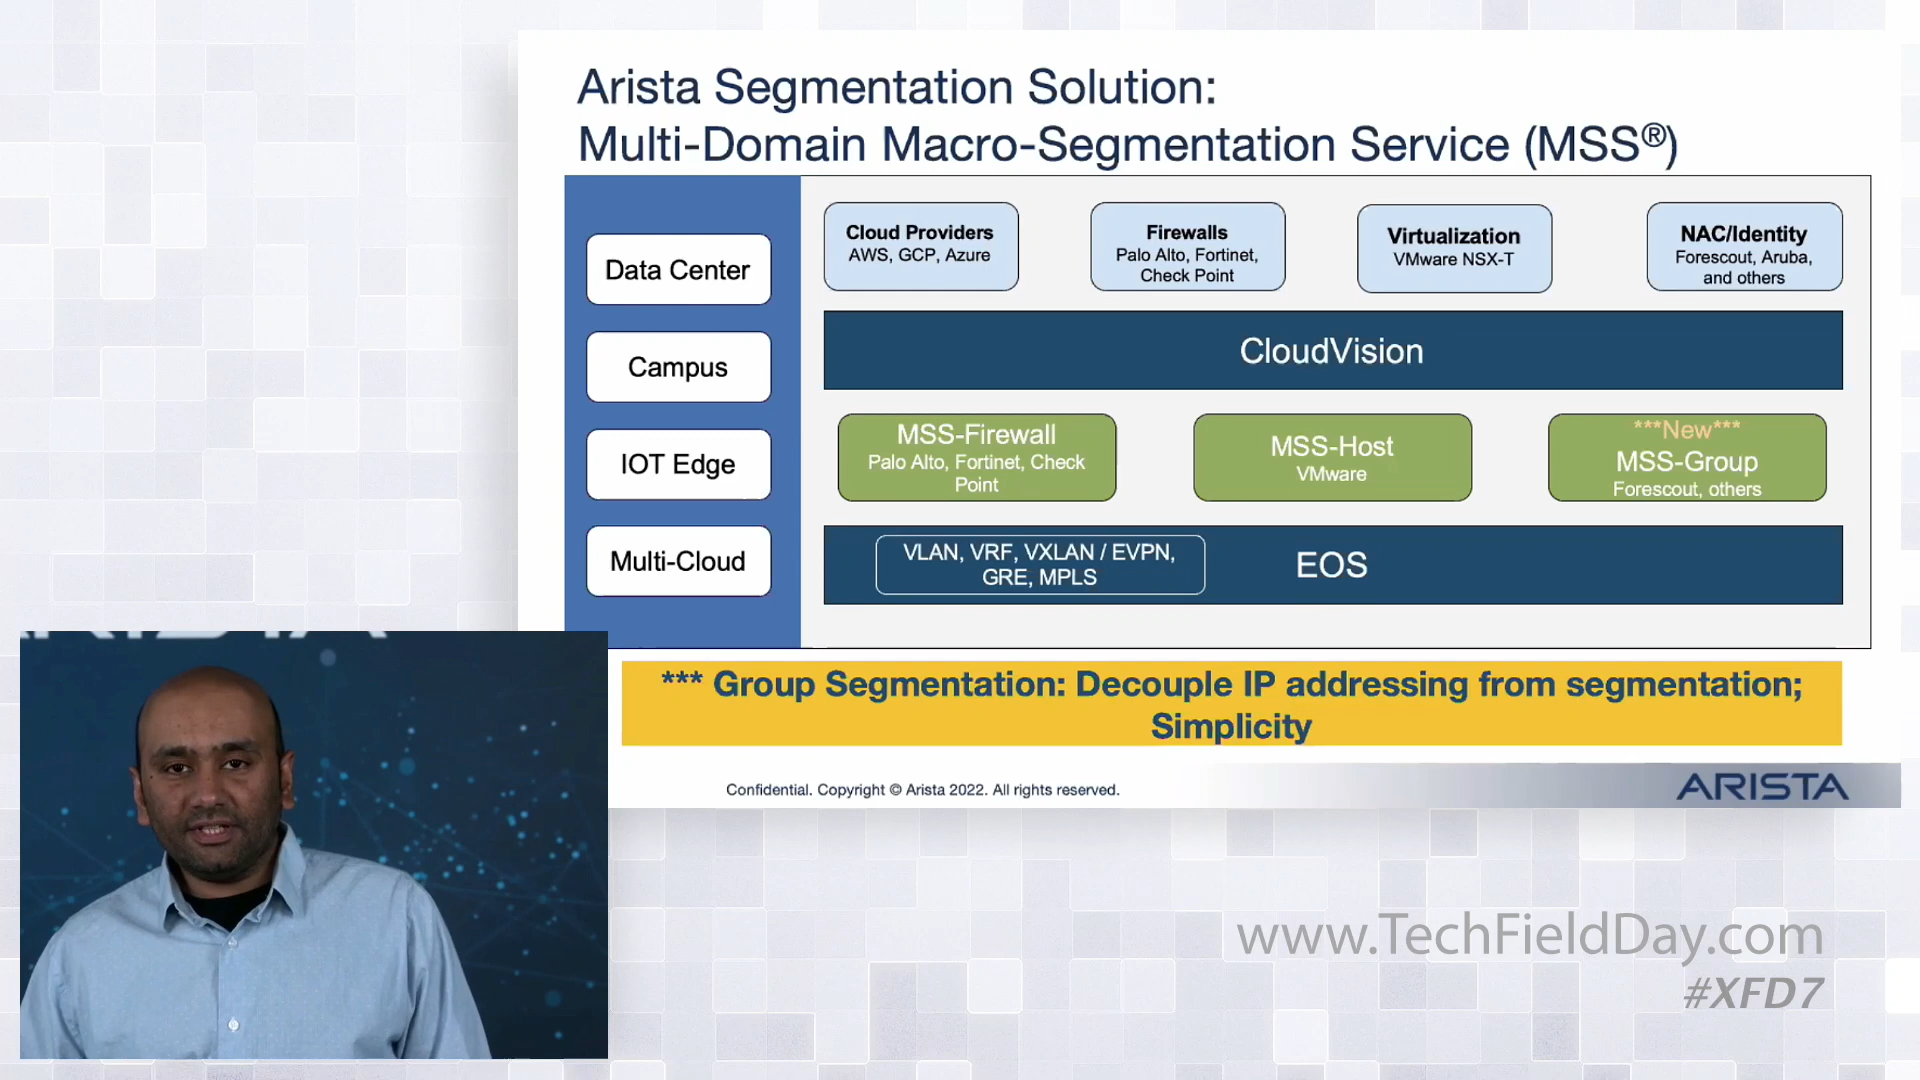 Arista Segmentation Solution:
Multi-Domain Macro-Segmentation Service (MSS®)
Data Center
Campus
IOT Edge
Multi-Cloud
Cloud Providers
AWS, GCP, Azure
Firewalls
Palo Alto, Fortinet,
Check Point
Virtualization
VMware NSX-T
NAC/Identity
Forescout, Aruba,
and others
CloudVision
MSS-Firewall
Palo Alto, Fortinet, Check
Point
MSS-Host
VMware
***New***
MSS-Group
Forescout, others
VLAN, VRF, VXLAN / EVPN,
GRE, MPLS
EOS
*** Group Segmentation: Decouple IP addressing from segmentation;
Simplicity
Confidential. Copyright © Arista 2022. All rights reserved.
ARISTA
www.TechFieldDay.com
#XFD7